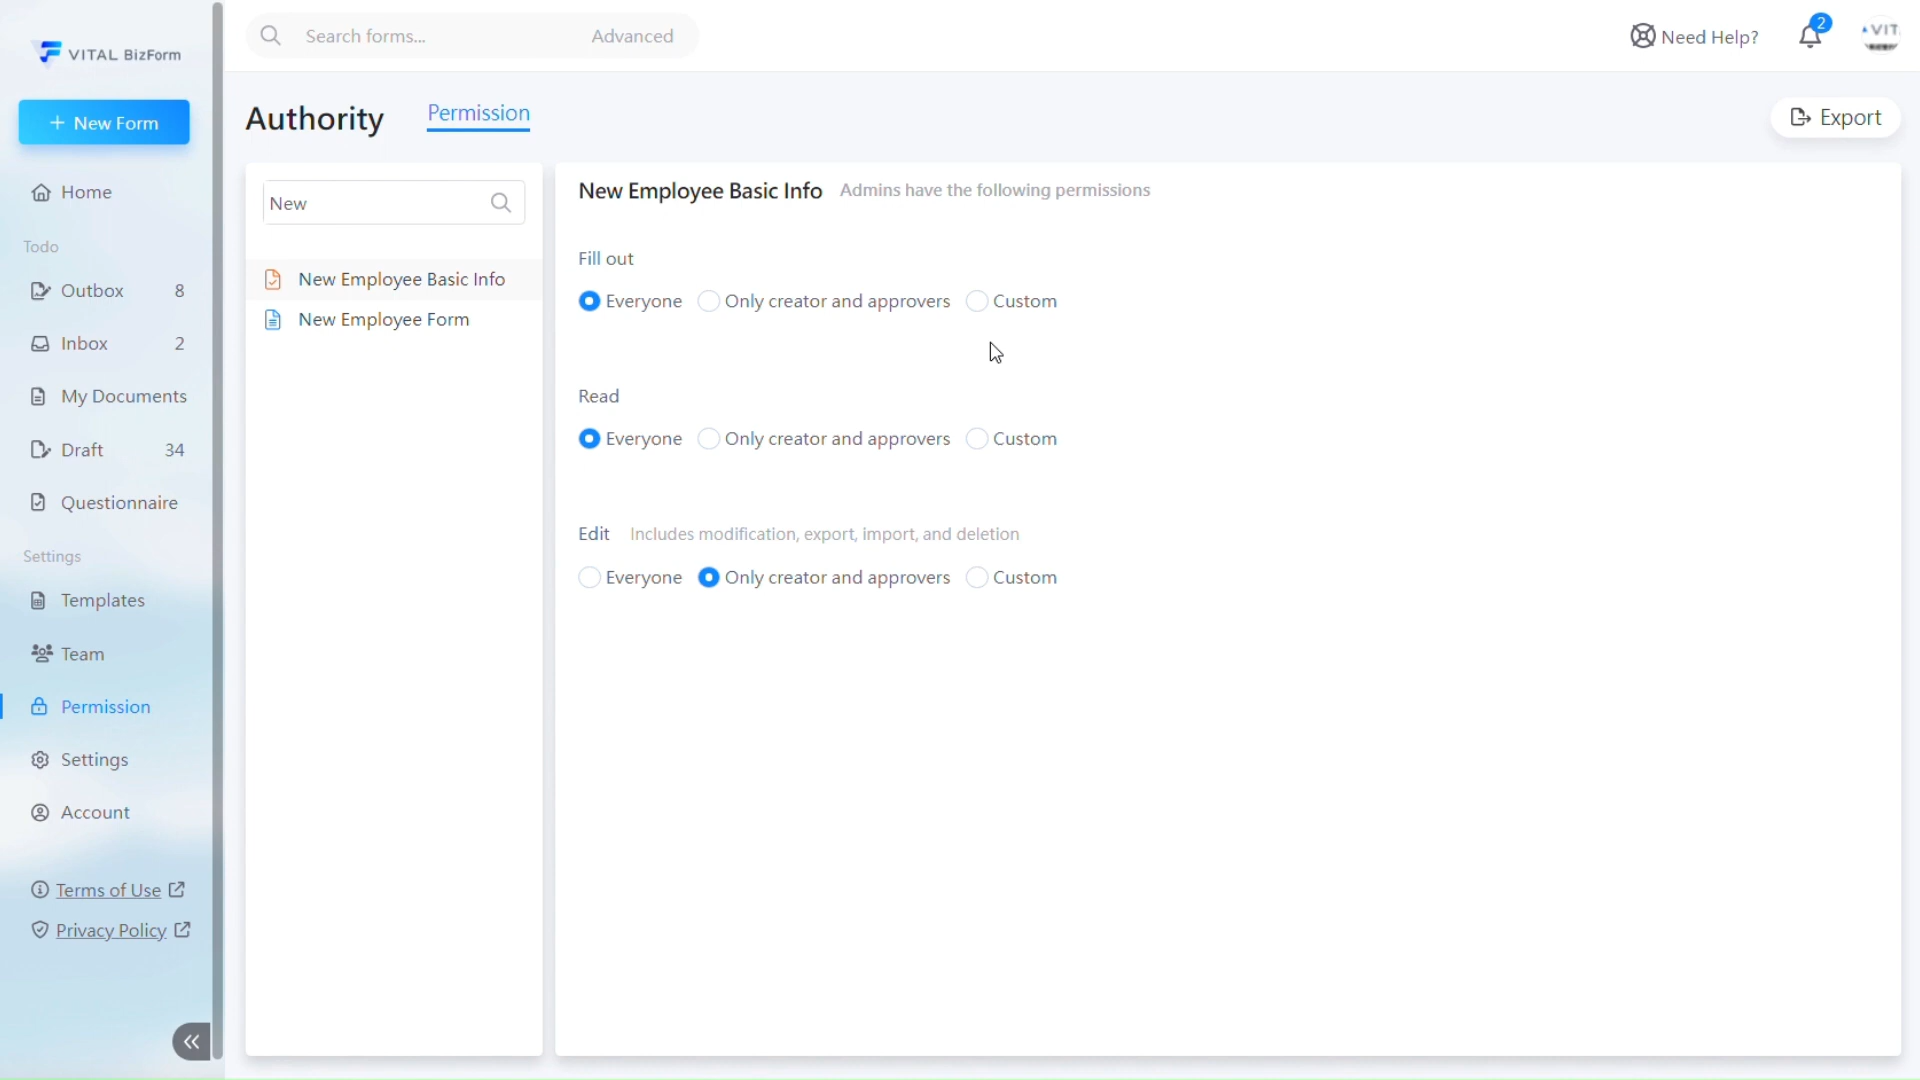 VITAL BizForm
+ New Form
Home
Todo
Outbox 8
Inbox 2
My Documents
Draft 34
Questionnaire
Settings
Templates
Team
Permission
Settings
Account
Terms of Use
Privacy Policy
Search forms... Advanced
Need Help? 2
VIT
Authority Permission
Export
New
New Employee Basic Info
New Employee Form
New Employee Basic Info Admins have the following permissions
Fill out
Everyone Only creator and approvers Custom
Read
Everyone Only creator and approvers Custom
Edit Includes modification, export, import, and deletion
Everyone Only creator and approvers Custom